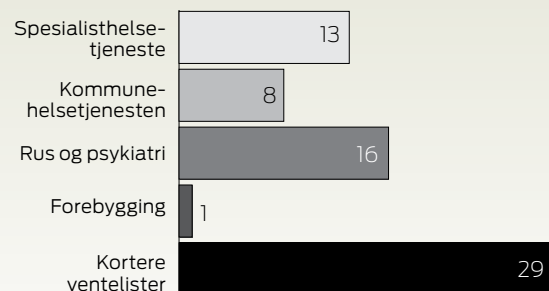 Spesialisthelse-
tjeneste
13
Kommune-
helsetjenesten
8
Rus og psykiatri
16
Forebygging
1
Kortere
ventelister
29